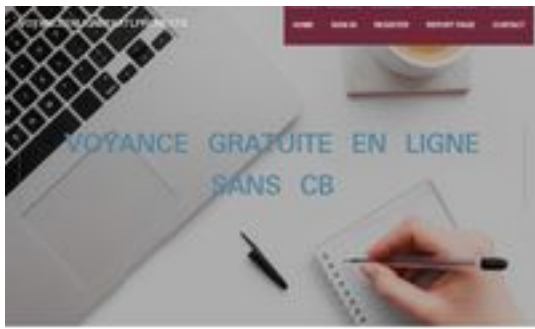 HOME SIGN IN REGISTER REPORT PAGE CONTACT
VOYANCE GRATUITE EN LIGNE
SANS CB